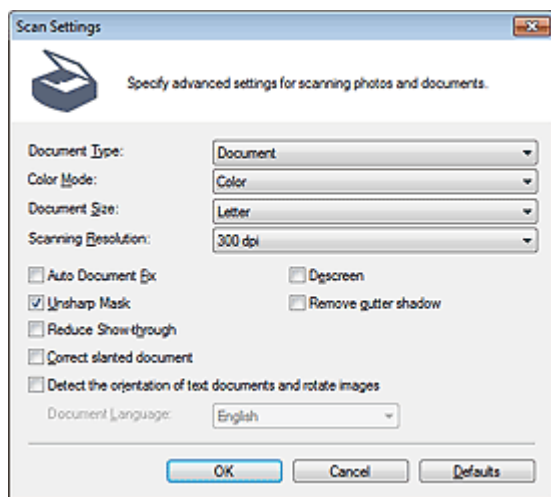 Scan Settings
Specify advanced settings for scanning photos and documents.
Document Type: Document
Color Mode: Color
Document Size: Letter
Scanning Resolution: 300 dpi
Auto Document Fix Descreen
Unsharp Mask Remove gutter shadow
Reduce Show-through
Correct slanted document
Detect the orientation of text documents and rotate images
Document Language: English
OK Cancel Defaults